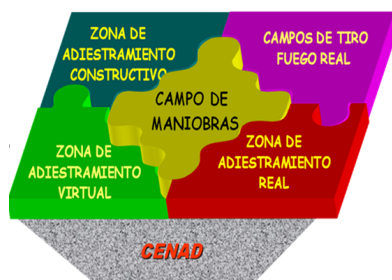 ZONA DE
ADIESTRAMIENTO
CONSTRUCTIVO
CAMPOS DE TIRO
FUEGO REAL
CAMPO DE
MANIOBRAS
ZONA DE
ADIESTRAMIENTO
VIRTUAL
ZONA DE
ADIESTRAMIENTO
REAL
CENAD